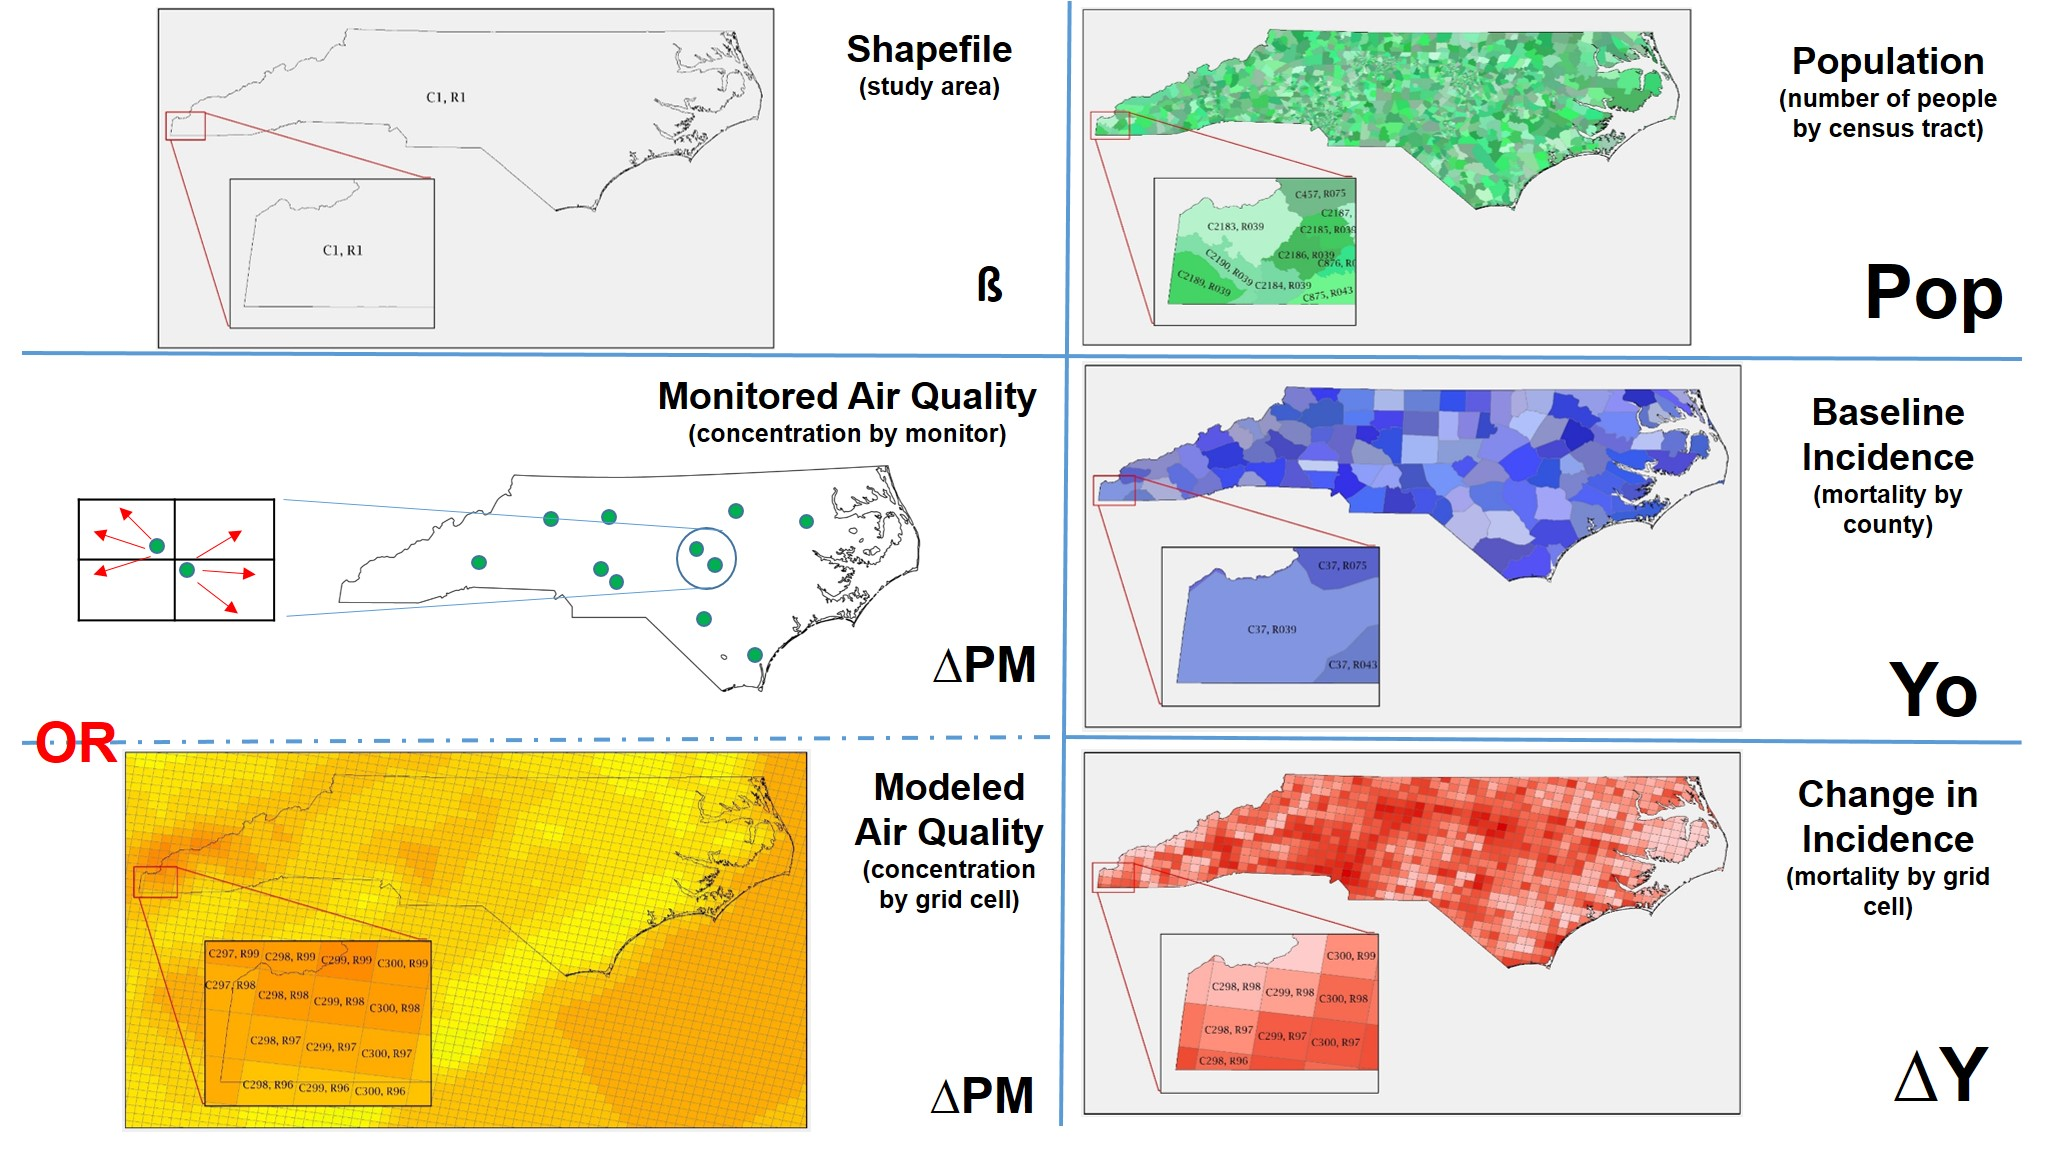 Shapefile
(study area)
C1, R1
C1, R1
ß
Population
(number of people
by census tract)
C457, R075
C2187,
C2183, R039
C2185, R039
C2186, R039
C876, R0
C2190, R039
C2189, R039
C2184, R039
C875, R043
Pop
Monitored Air Quality
(concentration by monitor)
ΔPM
Baseline
Incidence
(mortality by
county)
C37, R075
C37, R039
C37, R043
Yo
OR
Modeled
Air Quality
(concentration
by grid cell)
C297, R99
C298, R99
C299, R99
C300, R99
C297, R98
C298, R98
C299, R98
C300, R98
C298, R97
C299, R97
C300, R97
C298, R96
C299, R96
C300, R96
ΔPM
Change in
Incidence
(mortality by grid
cell)
C300, R99
C298, R98
C299, R98
C300, R98
C298, R97
C299, R97
C300, R97
C298, R96
ΔY